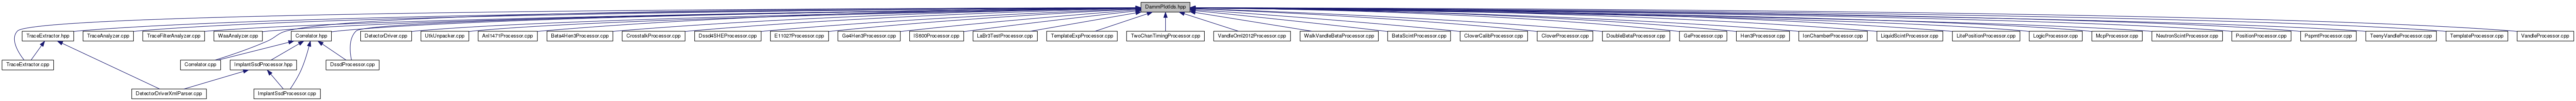 DammPlotIds.hpp
TraceExtractor.hpp
TraceAnalyzer.cpp
TraceFilterAnalyzer.cpp
WaaAnalyzer.cpp
Correlator.hpp
DetectorDriver.cpp
UtkUnpacker.cpp
Anl1471Processor.cpp
Beta4Hen3Processor.cpp
CrosstalkProcessor.cpp
Dssd4SHEProcessor.cpp
E11027Processor.cpp
Ge4Hen3Processor.cpp
IS600Processor.cpp
LaBr3TestProcessor.cpp
TemplateExpProcessor.cpp
TwoChanTimingProcessor.cpp
VandleOrnl2012Processor.cpp
WalkVandleBetaProcessor.cpp
BetaScintProcessor.cpp
CloverCalibProcessor.cpp
CloverProcessor.cpp
DoubleBetaProcessor.cpp
GeProcessor.cpp
Hen3Processor.cpp
IonChamberProcessor.cpp
LiquidScintProcessor.cpp
LitePositionProcessor.cpp
LogicProcessor.cpp
McpProcessor.cpp
NeutronScintProcessor.cpp
PositionProcessor.cpp
PspmtProcessor.cpp
TeenyVandleProcessor.cpp
TemplateProcessor.cpp
VandleProcessor.cpp
TraceExtractor.cpp
Correlator.cpp
ImplantSsdProcessor.hpp
DssdProcessor.cpp
DetectorDriverXmlParser.cpp
ImplantSsdProcessor.cpp